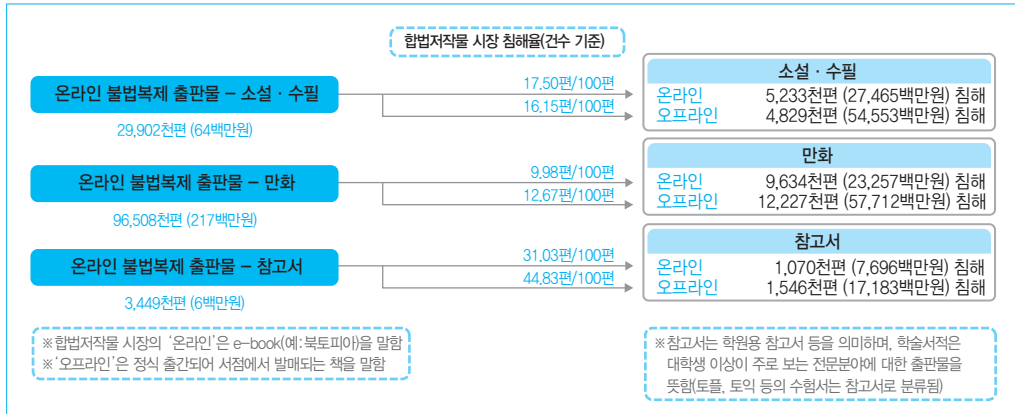 합법저작물 시장 침해율(건수 기준)
온라인 불법복제 출판물 – 소설 · 수필
29,902천편 (64백만원)
17.50편/100편
16.15편/100편
소설 · 수필
온라인 5,233천편 (27,465백만원) 침해
오프라인 4,829천편 (54,553백만원) 침해
온라인 불법복제 출판물 – 만화
96,508천편 (217백만원)
9.98편/100편
12.67편/100편
만화
온라인 9,634천편 (23,257백만원) 침해
오프라인 12,227천편 (57,712백만원) 침해
온라인 불법복제 출판물 – 참고서
3,449천편 (6백만원)
31.03편/100편
44.83편/100편
참고서
온라인 1,070천편 (7,696백만원) 침해
오프라인 1,546천편 (17,183백만원) 침해
※합법저작물 시장의 ‘온라인’은 e–book(예:북토피아)을 말함
※‘오프라인’은 정식 출간되어 서점에서 발매되는 책을 말함
※참고서는 학원용 참고서 등을 의미하며, 학술서적은
대학생 이상이 주로 보는 전문분야에 대한 출판물을
뜻함(토플, 토익 등의 수험서는 참고서로 분류됨)